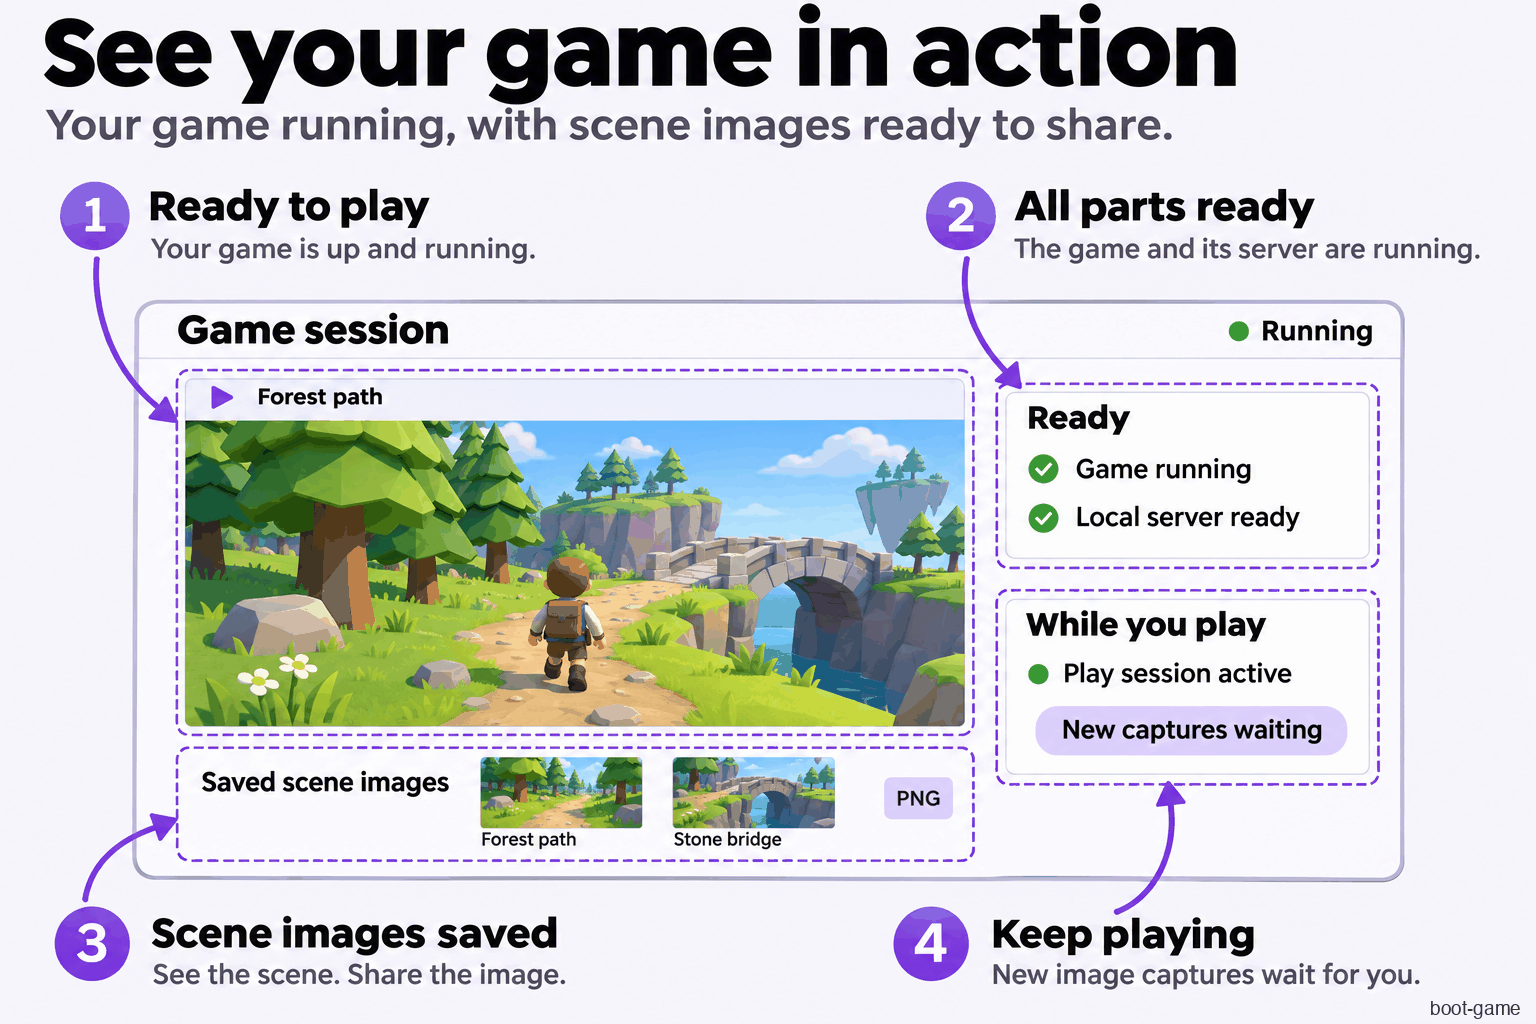 See your game in action
Your game running, with scene images ready to share.
1
Ready to play
Your game is up and running.
2
All parts ready
The game and its server are running.
Game session
Running
Forest path
Ready
Game running
Local server ready
While you play
Play session active
New captures waiting
Saved scene images
Forest path
Stone bridge
PNG
3
Scene images saved
See the scene. Share the image.
4
Keep playing
New image captures wait for you.
boot-game